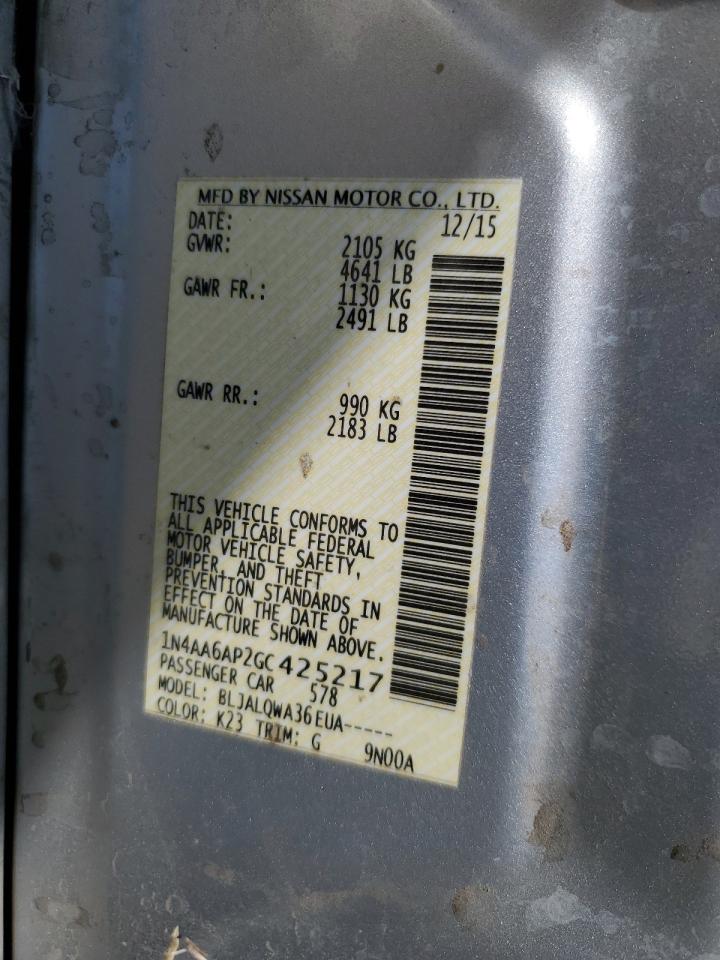 MFD BY NISSAN MOTOR CO., LTD.
DATE: 12/15
GVWR: 2105 KG
4641 LB
GAWR FR.: 1130 KG
2491 LB
GAWR RR.: 990 KG
2183 LB
THIS VEHICLE CONFORMS TO
ALL APPLICABLE FEDERAL
MOTOR VEHICLE SAFETY,
BUMPER, AND THEFT
PREVENTION STANDARDS IN
EFFECT ON THE DATE OF
MANUFACTURE SHOWN ABOVE.
1N4AA6AP2GC425217
PASSENGER CAR 578
MODEL: BLJALQWA36EUA-----
COLOR: K23 TRIM: G 9N00A